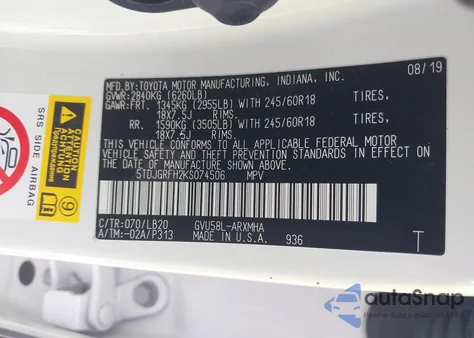 MFD.BY:TOYOTA MOTOR MANUFACTURING, INDIANA, INC.
08/19
GVWR: 2840KG (6260LB)
GAWR: FRT. 1345KG (2955LB) WITH 245/60R18 TIRES,
18X7.5J RIMS.
RR. 1590KG (3505LB) WITH 245/60R18 TIRES,
18X7.5J RIMS.
THIS VEHICLE CONFORMS TO ALL APPLICABLE FEDERAL MOTOR
VEHICLE SAFETY AND THEFT PREVENTION STANDARDS IN EFFECT ON
THE DATE OF MANUFACTURE SHOWN ABOVE.
5TDJGRFH2KS074506 MPV
C/TR:070/LB20 GVU58L-ARXMHA
A/TM:-02A/P313 MADE IN U.S.A. 936
T
SRS SIDE AIRBAG
ATTENTION
ACHTUNG
autoSnap